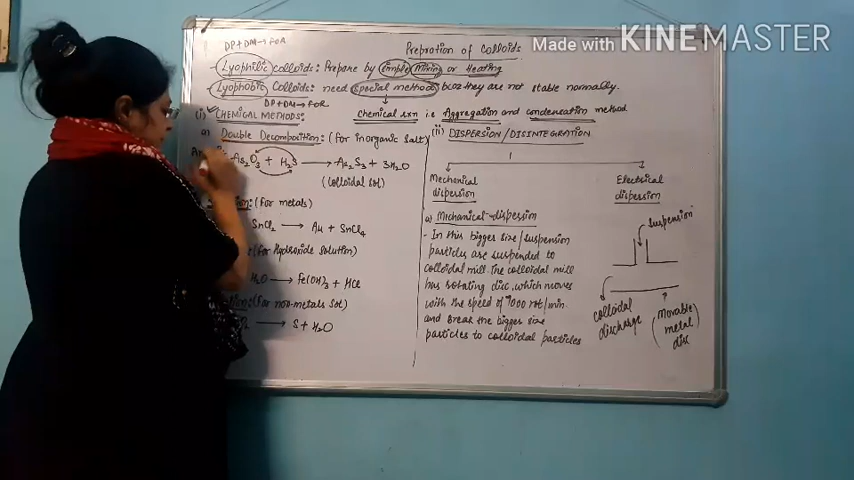 Made With KINEMASTER
DP+DM→FOR
Prepration of colloids
Lyophilic colloids: Prepare by simple Mixing or Heating
Lyophobic colloids: need special methods bcoz they are not stable normally.
DP+DM→FOR
(i) CHEMICAL METHODS:
chemical rxn i.e Aggregation and condensation method
a) Double Decomposition: (for inorganic salt)
As2O3 + H2S → As2S3 + 3H2O
(colloidal sol)
(for metals)
SnCl2 → Au + SnCl4
(for hydroxide solution)
H2O → Fe(OH)3 + HCl
(for non-metals sol)
→ S + H2O
(ii) DISPERSION/DISINTEGRATION
Mechanical
dispersion
Electrical
dispersion
a) Mechanical dispersion
- In this bigger size/suspension
particles are suspended to
colloidal mill. the colloidal mill
has rotating disc, which moves
with the speed of 7000 rot/min
and break the bigger size
particles to colloidal particles
suspension
colloidal
discharge
(Movable
metal
disc)